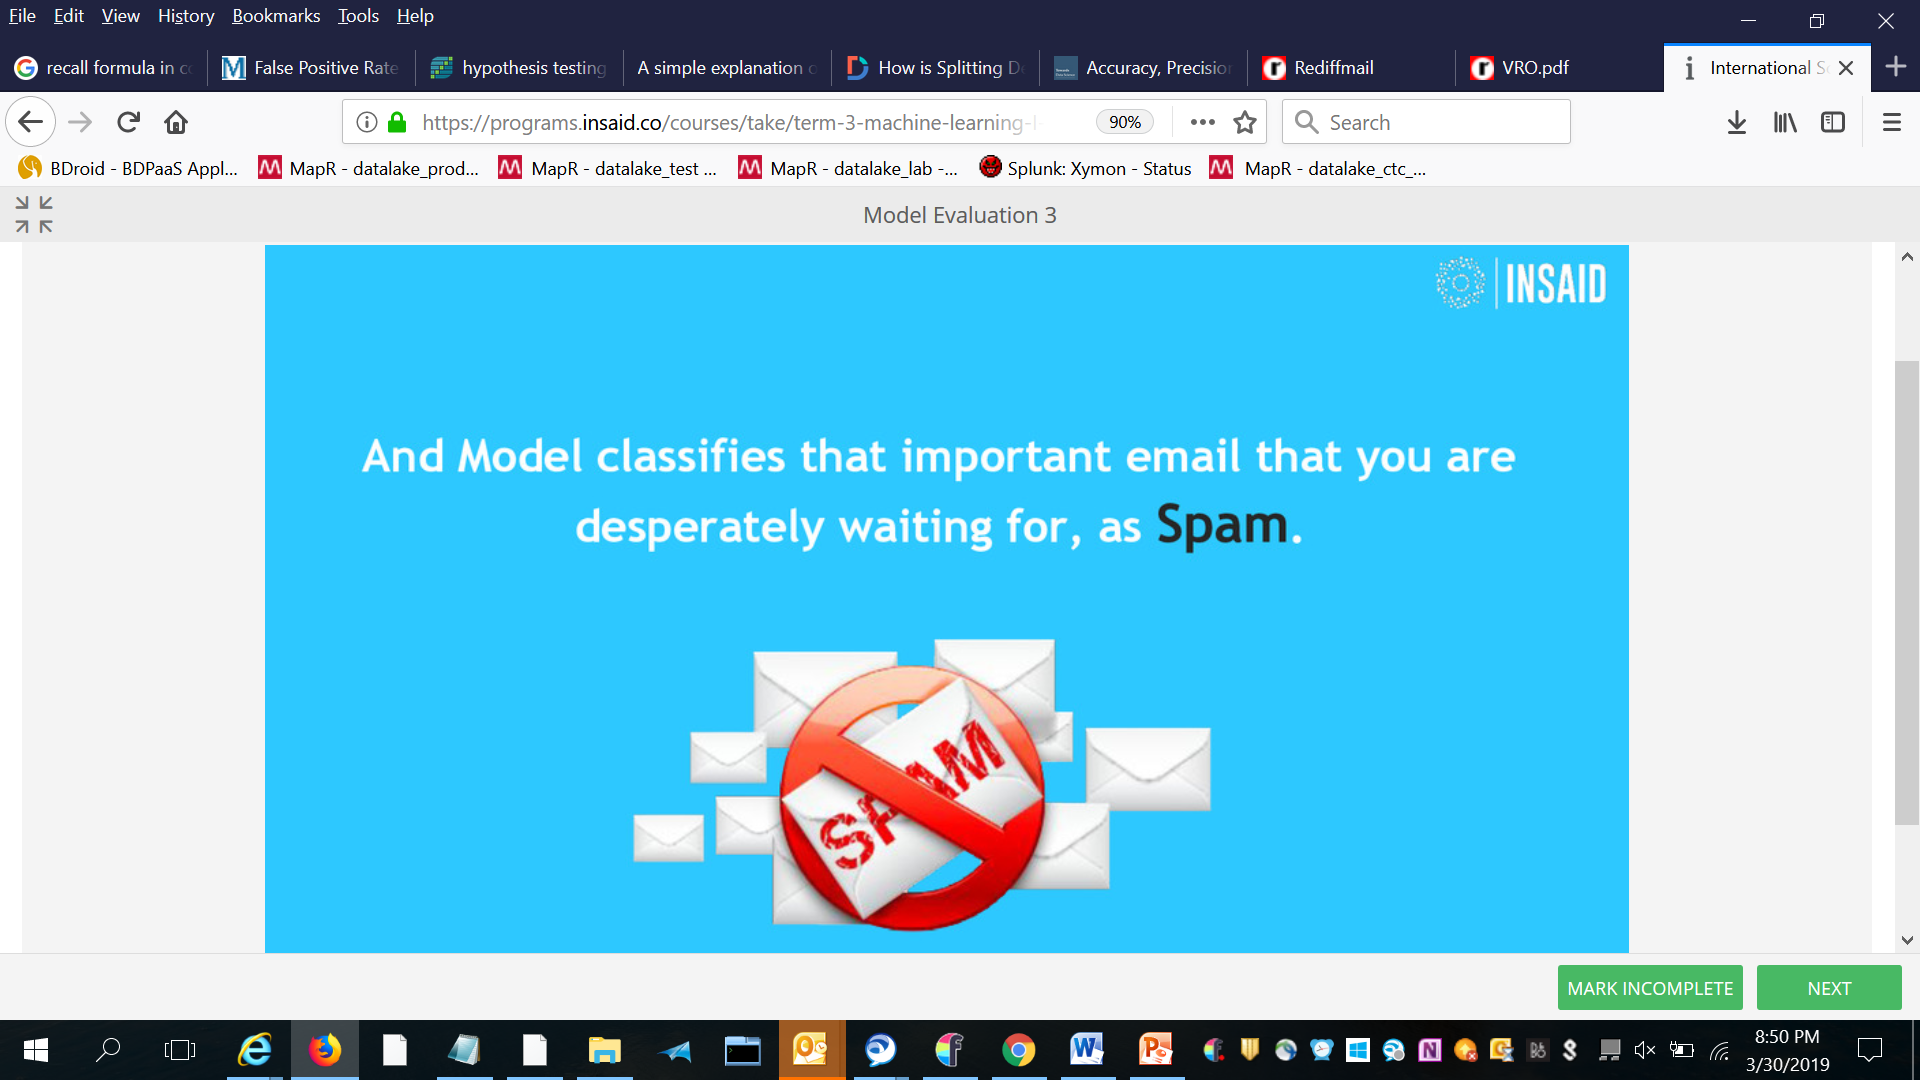 File Edit View History Bookmarks Tools Help
recall formula in co
False Positive Rate
hypothesis testing
A simple explanation o
How is Splitting De
Accuracy, Precision
Rediffmail
VRO.pdf
International Sc
https://programs.insaid.co/courses/take/term-3-machine-learning-l
90%
Search
BDroid - BDPaaS Appl...
MapR - datalake_prod...
MapR - datalake_test ...
MapR - datalake_lab -...
Splunk: Xymon - Status
MapR - datalake_ctc_...
Model Evaluation 3
INSAID
And Model classifies that important email that you are
desperately waiting for, as Spam.
SPAM
MARK INCOMPLETE
NEXT
8:50 PM
3/30/2019